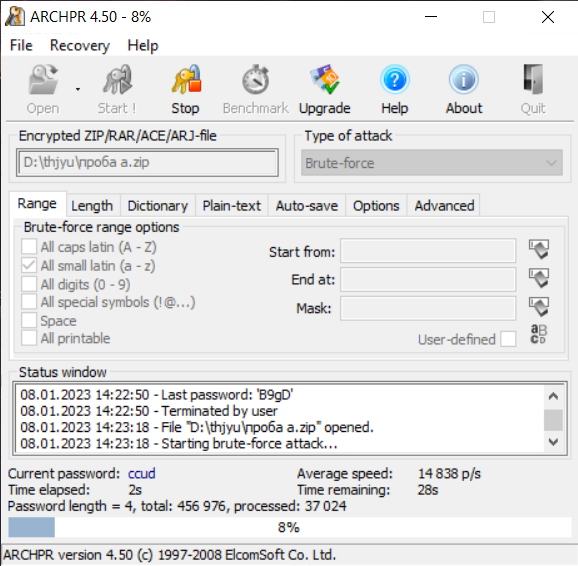 ARCHPR 4.50 - 8%
File Recovery Help
Open Start ! Stop Benchmark Upgrade Help About Quit
Encrypted ZIP/RAR/ACE/ARJ-file
Type of attack
D:\thjyu\проба а.zip
Brute-force
Range Length Dictionary Plain-text Auto-save Options Advanced
Brute-force range options
All caps latin (A - Z)
All small latin (a - z)
All digits (0 - 9)
All special symbols (!@...)
Space
All printable
Start from:
End at:
Mask:
User-defined
aB
cD
Status window
08.01.2023 14:22:50 - Last password: 'B9gD'
08.01.2023 14:22:50 - Terminated by user
08.01.2023 14:23:18 - File "D:\thjyu\проба а.zip" opened.
08.01.2023 14:23:18 - Starting brute-force attack...
Current password: ccud Average speed: 14 838 p/s
Time elapsed: 2s Time remaining: 28s
Password length = 4, total: 456 976, processed: 37 024
8%
ARCHPR version 4.50 (c) 1997-2008 ElcomSoft Co. Ltd.